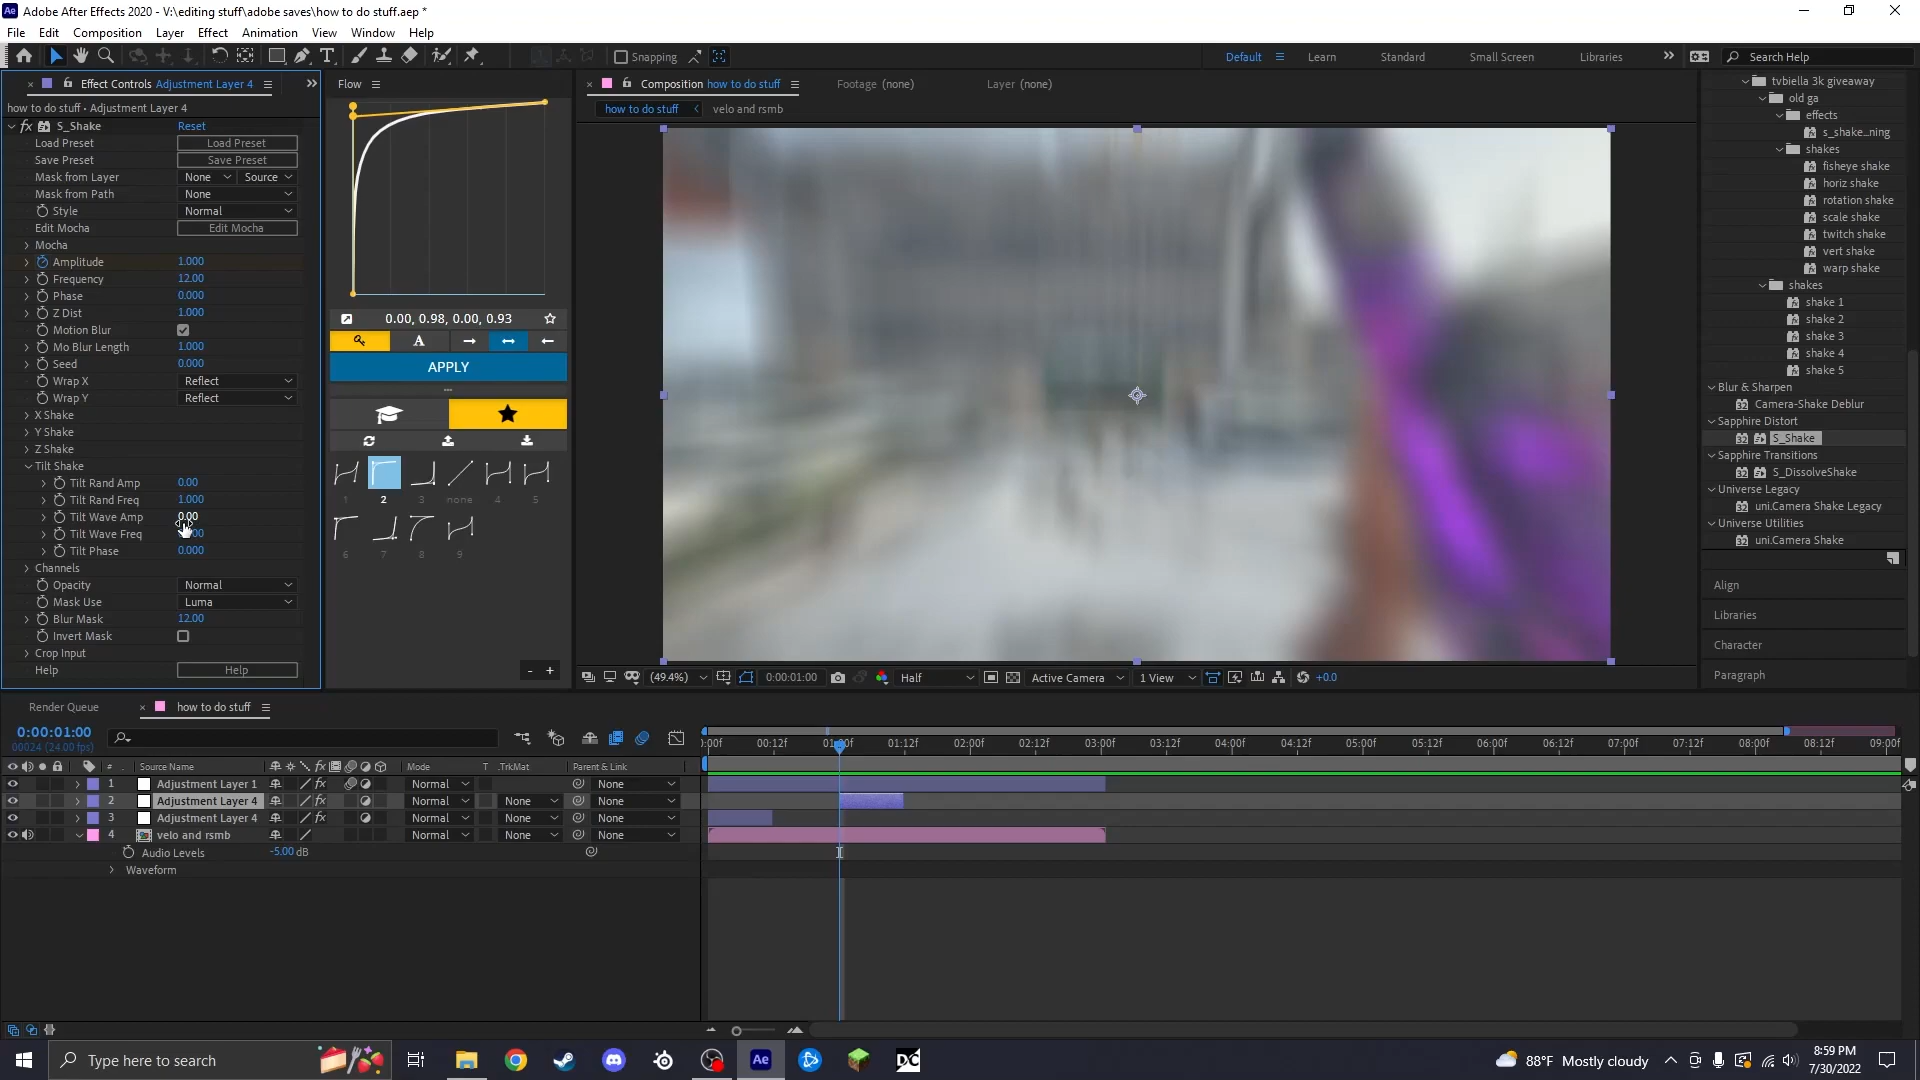 Ae Adobe After Effects 2020 - V:\editing stuff\adobe saves\how to do stuff.aep *
File Edit Composition Layer Effect Animation View Window Help
Snapping
Default Learn Standard Small Screen Libraries Search Help
Effect Controls Adjustment Layer 4
how to do stuff • Adjustment Layer 4
fx S_Shake Reset
Load Preset Load Preset
Save Preset Save Preset
Mask from Layer None Source
Mask from Path None
Style Normal
Edit Mocha Edit Mocha
Mocha
Amplitude 1.000
Frequency 12.00
Phase 0.000
Z Dist 1.000
Motion Blur
Mo Blur Length 1.000
Seed 0.000
Wrap X Reflect
Wrap Y Reflect
X Shake
Y Shake
Z Shake
Tilt Shake
Tilt Rand Amp 0.00
Tilt Rand Freq 1.000
Tilt Wave Amp 0.00
Tilt Wave Freq
Tilt Phase 0.000
Channels
Opacity Normal
Mask Use Luma
Blur Mask 12.00
Invert Mask
Crop Input
Help Help
Flow
0.00, 0.98, 0.00, 0.93
A
APPLY
1 2 3 none 4 5
6 7 8 9
- +
Composition how to do stuff Footage (none) Layer (none)
how to do stuff velo and rsmb
(49.4%) 0:00:01:00 Half Active Camera 1 View +0.0
tvbiella 3k giveaway
old ga
effects
s_shake_ning
shakes
fisheye shake
horiz shake
rotation shake
scale shake
twitch shake
vert shake
warp shake
shakes
shake 1
shake 2
shake 3
shake 4
shake 5
Blur & Sharpen
32 Camera-Shake Deblur
Sapphire Distort
32 S_Shake
Sapphire Transitions
32 S_DissolveShake
Universe Legacy
32 uni.Camera Shake Legacy
Universe Utilities
32 uni.Camera Shake
Align
Libraries
Character
Paragraph
Render Queue how to do stuff
0:00:01:00
00024 (24.00 fps)
:00f 00:12f 01:00f 01:12f 02:00f 02:12f 03:00f 03:12f 04:00f 04:12f 05:00f 05:12f 06:00f 06:12f 07:00f 07:12f 08:00f 08:12f 09:00f
# Source Name fx Mode T .TrkMat Parent & Link
1 Adjustment Layer 1 fx Normal None
2 Adjustment Layer 4 fx Normal None None
3 Adjustment Layer 4 fx Normal None None
4 velo and rsmb Normal None None
Audio Levels -5.00 dB
Waveform
Type here to search Ae DC 88°F Mostly cloudy 8:59 PM
7/30/2022